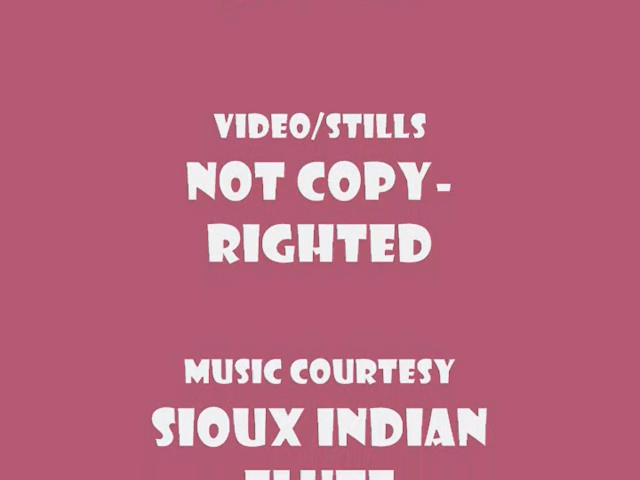 VIDEO/STILLS
NOT COPY-
RIGHTED
MUSIC COURTESY
SIOUX INDIAN